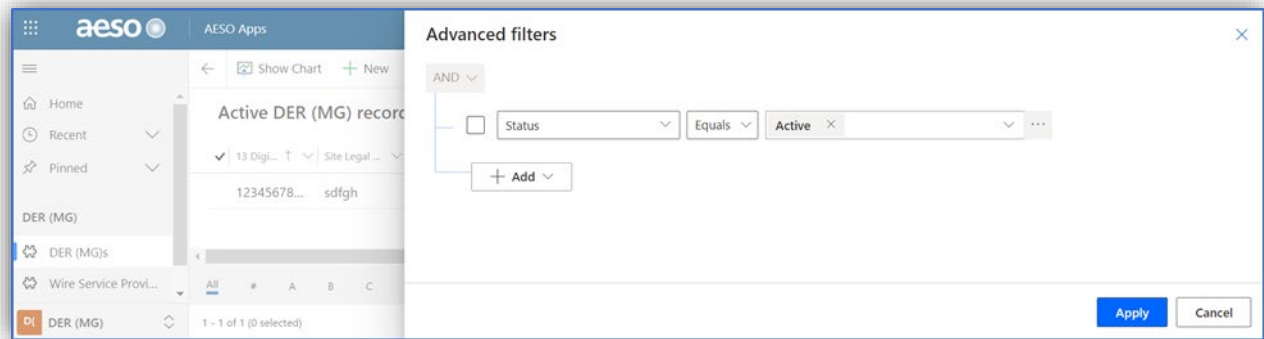 aeso AESO Apps
Show Chart + New
Home
Recent
Pinned
DER (MG)
DER (MG)s
Wire Service Provi...
D( DER (MG)
Active DER (MG) record
13 Digi... ↑ Site Legal ...
12345678... sdfgh
All # A B C
1 - 1 of 1 (0 selected)
Advanced filters
AND
Status Equals Active ×
+ Add
Apply Cancel